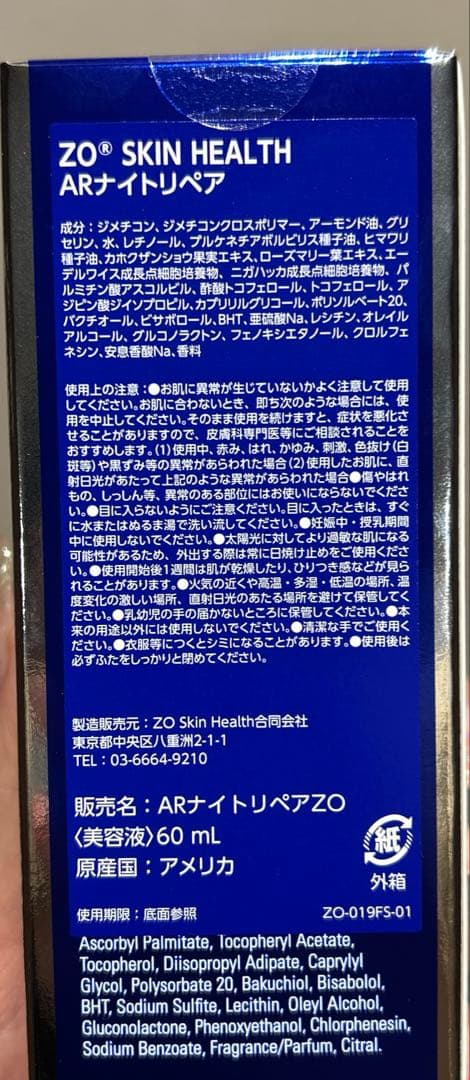 ZO® SKIN HEALTH
ARナイトリペア
成分：ジメチコン、ジメチコンクロスポリマー、アーモンド油、グリ
セリン、水、レチノール、プルケネチアボルビリス種子油、ヒマワリ
種子油、カホクザンショウ果実エキス、ローズマリー葉エキス、エー
デルワイス成長点細胞培養物、ニガハッカ成長点細胞培養物、パ
ルミチン酸アスコルビル、酢酸トコフェロール、トコフェロール、ア
ジピン酸ジイソプロピル、カプリリルグリコール、ポリソルベート20、
バクチオール、ビサボロール、BHT、亜硫酸Na、レシチン、オレイル
アルコール、グルコノラクトン、フェノキシエタノール、クロルフェ
ネシン、安息香酸Na、香料
使用上の注意：●お肌に異常が生じていないかよく注意して使用
してください。お肌に合わないとき、即ち次のような場合には、使
用を中止してください。そのまま使用を続けますと、症状を悪化さ
せることがありますので、皮膚科専門医等にご相談されることを
おすすめします。(1)使用中、赤み、はれ、かゆみ、刺激、色抜け(白
斑等)や黒ずみ等の異常があらわれた場合(2)使用したお肌に、直
射日光があたって上記のような異常があらわれた場合●傷やはれ
もの、しっしん等、異常のある部位にはお使いにならないでくださ
い。●目に入らないようにご注意ください。目に入ったときは、すぐ
に水またはぬるま湯で洗い流してください。●妊娠中・授乳期間
中に使用しないでください。●太陽光に対してより過敏な肌になる
可能性があるため、外出する際は常に日焼け止めをご使用くださ
い。●使用開始後1週間は肌が乾燥したり、ひりつき感などが見ら
れることがあります。●火気の近くや高温・多湿・低温の場所、温
度変化の激しい場所、直射日光のあたる場所を避けて保管してく
ださい。●乳幼児の手の届かないところに保管してください。●本
来の用途以外には使用しないでください。●清潔な手でご使用く
ださい。●衣服等につくとシミになることがあります。●使用後は
必ずふたをしっかりと閉めてください。
製造販売元：ZO Skin Health合同会社
東京都中央区八重洲2-1-1
TEL：03-6664-9210
販売名：ARナイトリペアZO
〈美容液〉60 mL
原産国：アメリカ
紙
外箱
使用期限：底面参照
ZO-019FS-01
Ascorbyl Palmitate, Tocopheryl Acetate,
Tocopherol, Diisopropyl Adipate, Caprylyl
Glycol, Polysorbate 20, Bakuchiol, Bisabolol,
BHT, Sodium Sulfite, Lecithin, Oleyl Alcohol,
Gluconolactone, Phenoxyethanol, Chlorphenesin,
Sodium Benzoate, Fragrance/Parfum, Citral.